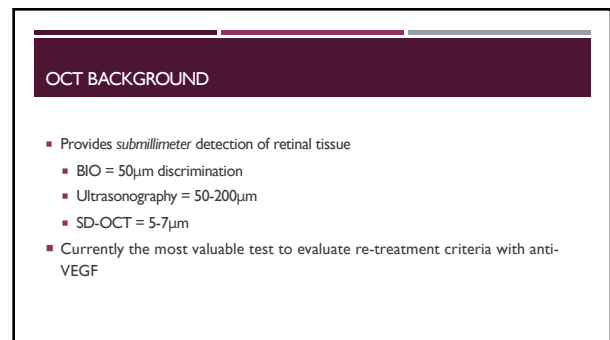 OCT BACKGROUND
▪ Provides submillimeter detection of retinal tissue
▪ BIO = 50µm discrimination
▪ Ultrasonography = 50-200µm
▪ SD-OCT = 5-7µm
▪ Currently the most valuable test to evaluate re-treatment criteria with anti-
VEGF